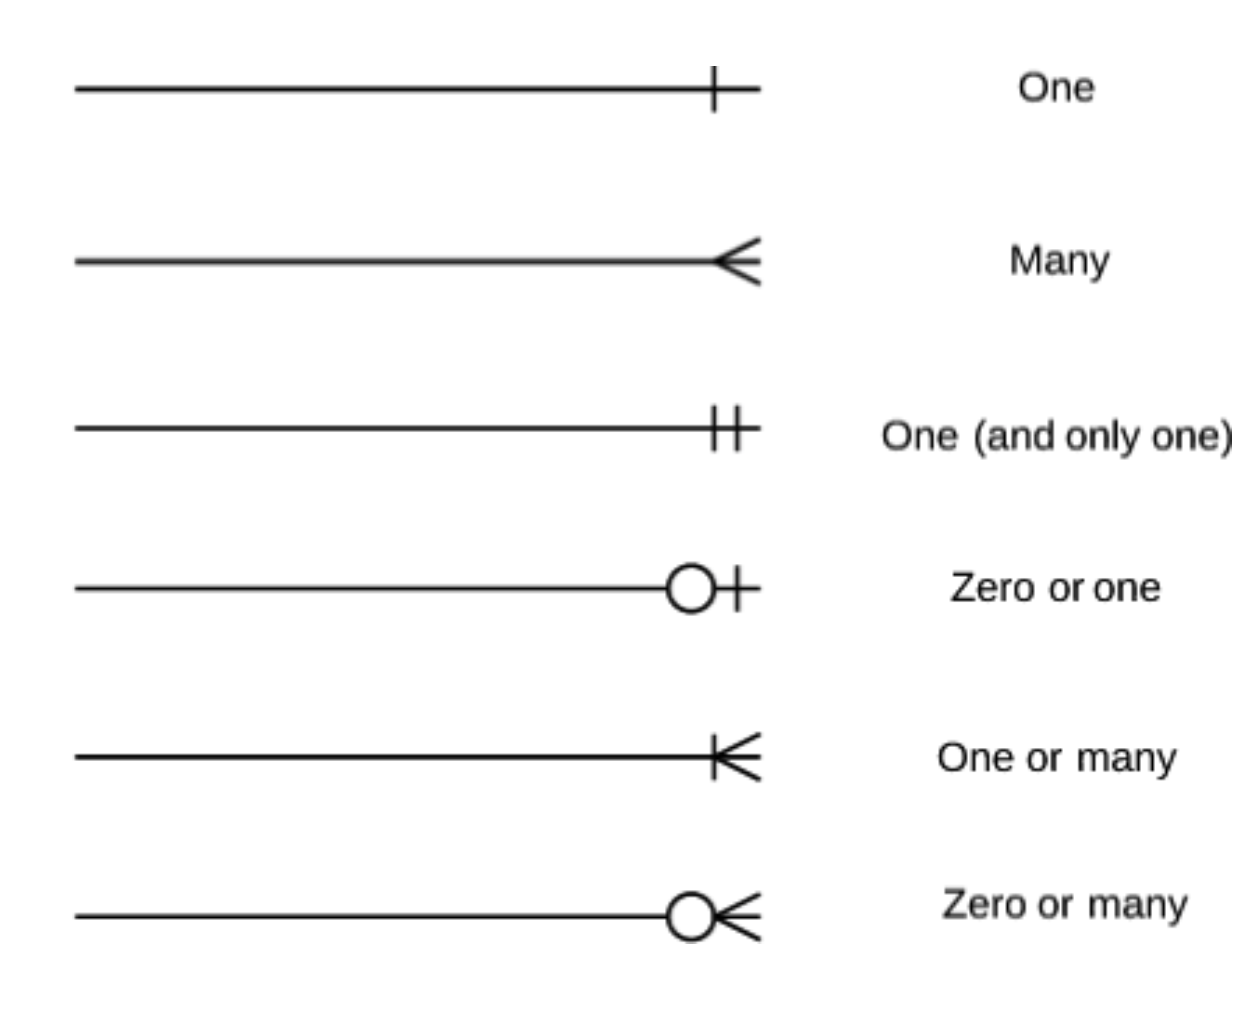 One
Many
One (and only one)
Zero or one
One or many
Zero or many